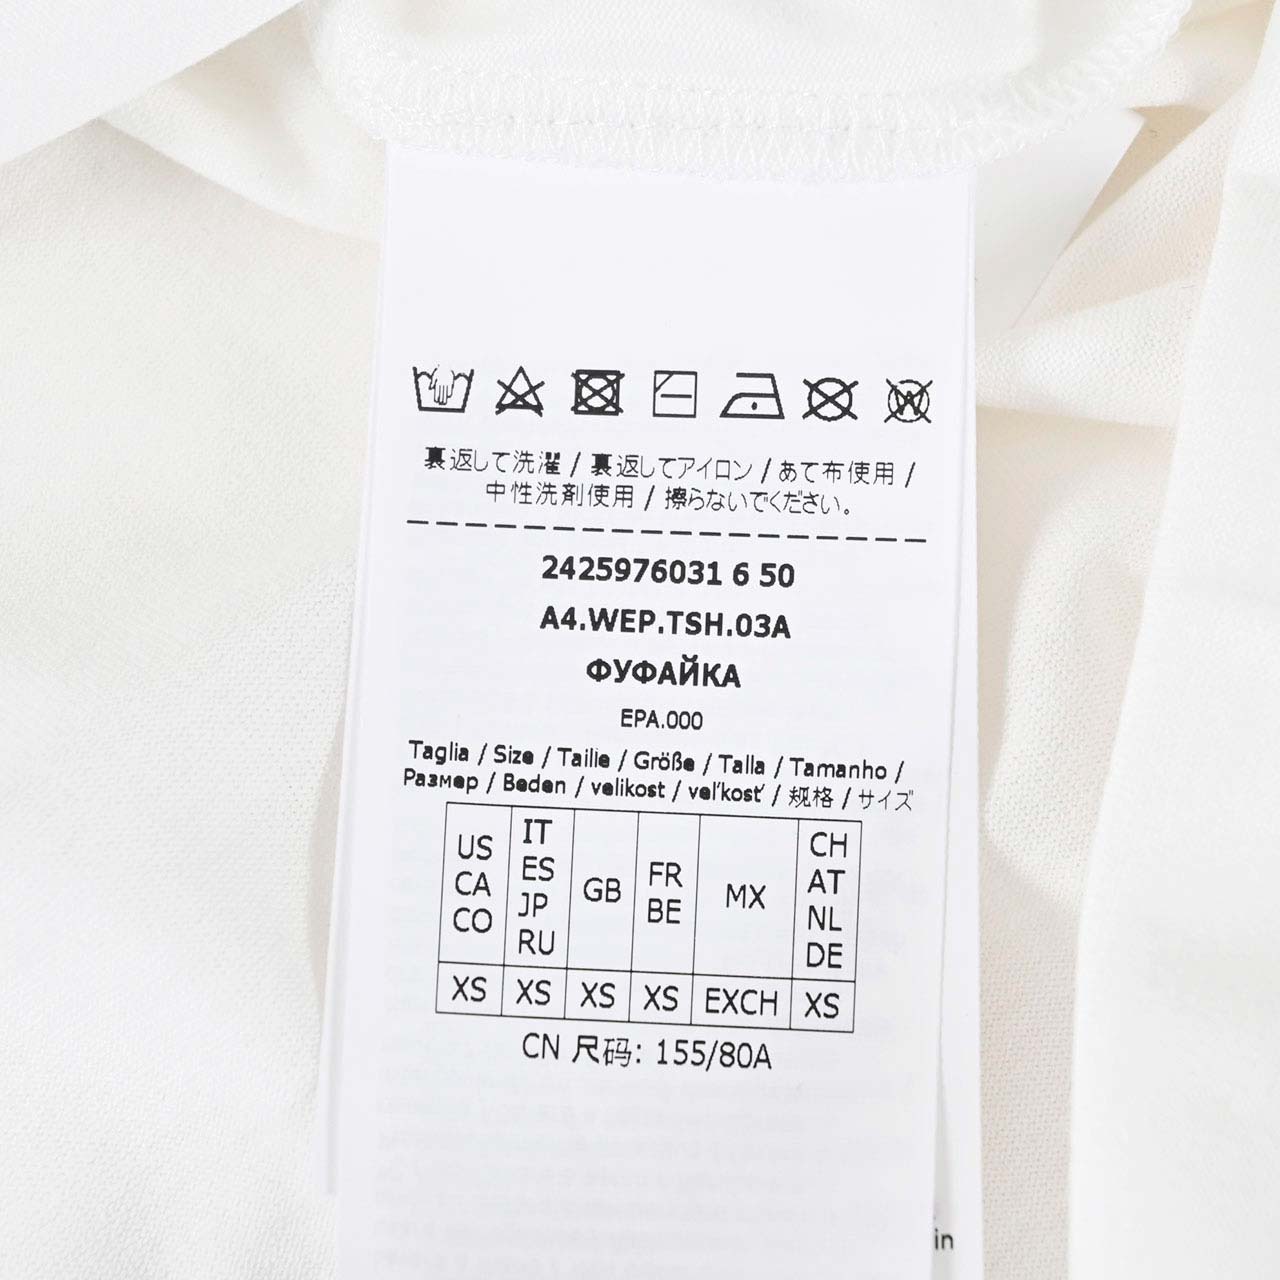 裏返して洗濯 / 裏返してアイロン / あて布使用 /
中性洗剤使用 / 擦らないでください。
2425976031 6 50
A4.WEP.TSH.03A
ФУФАЙКА
EPA.000
Taglia / Size / Tailie / Größe / Talla / Tamanho /
Размер / Beden / velikost / veľkosť / 规格 / サイズ
US CA CO IT ES JP RU GB FR BE MX CH AT NL DE
XS XS XS XS EXCH XS
CN 尺码: 155/80A
in